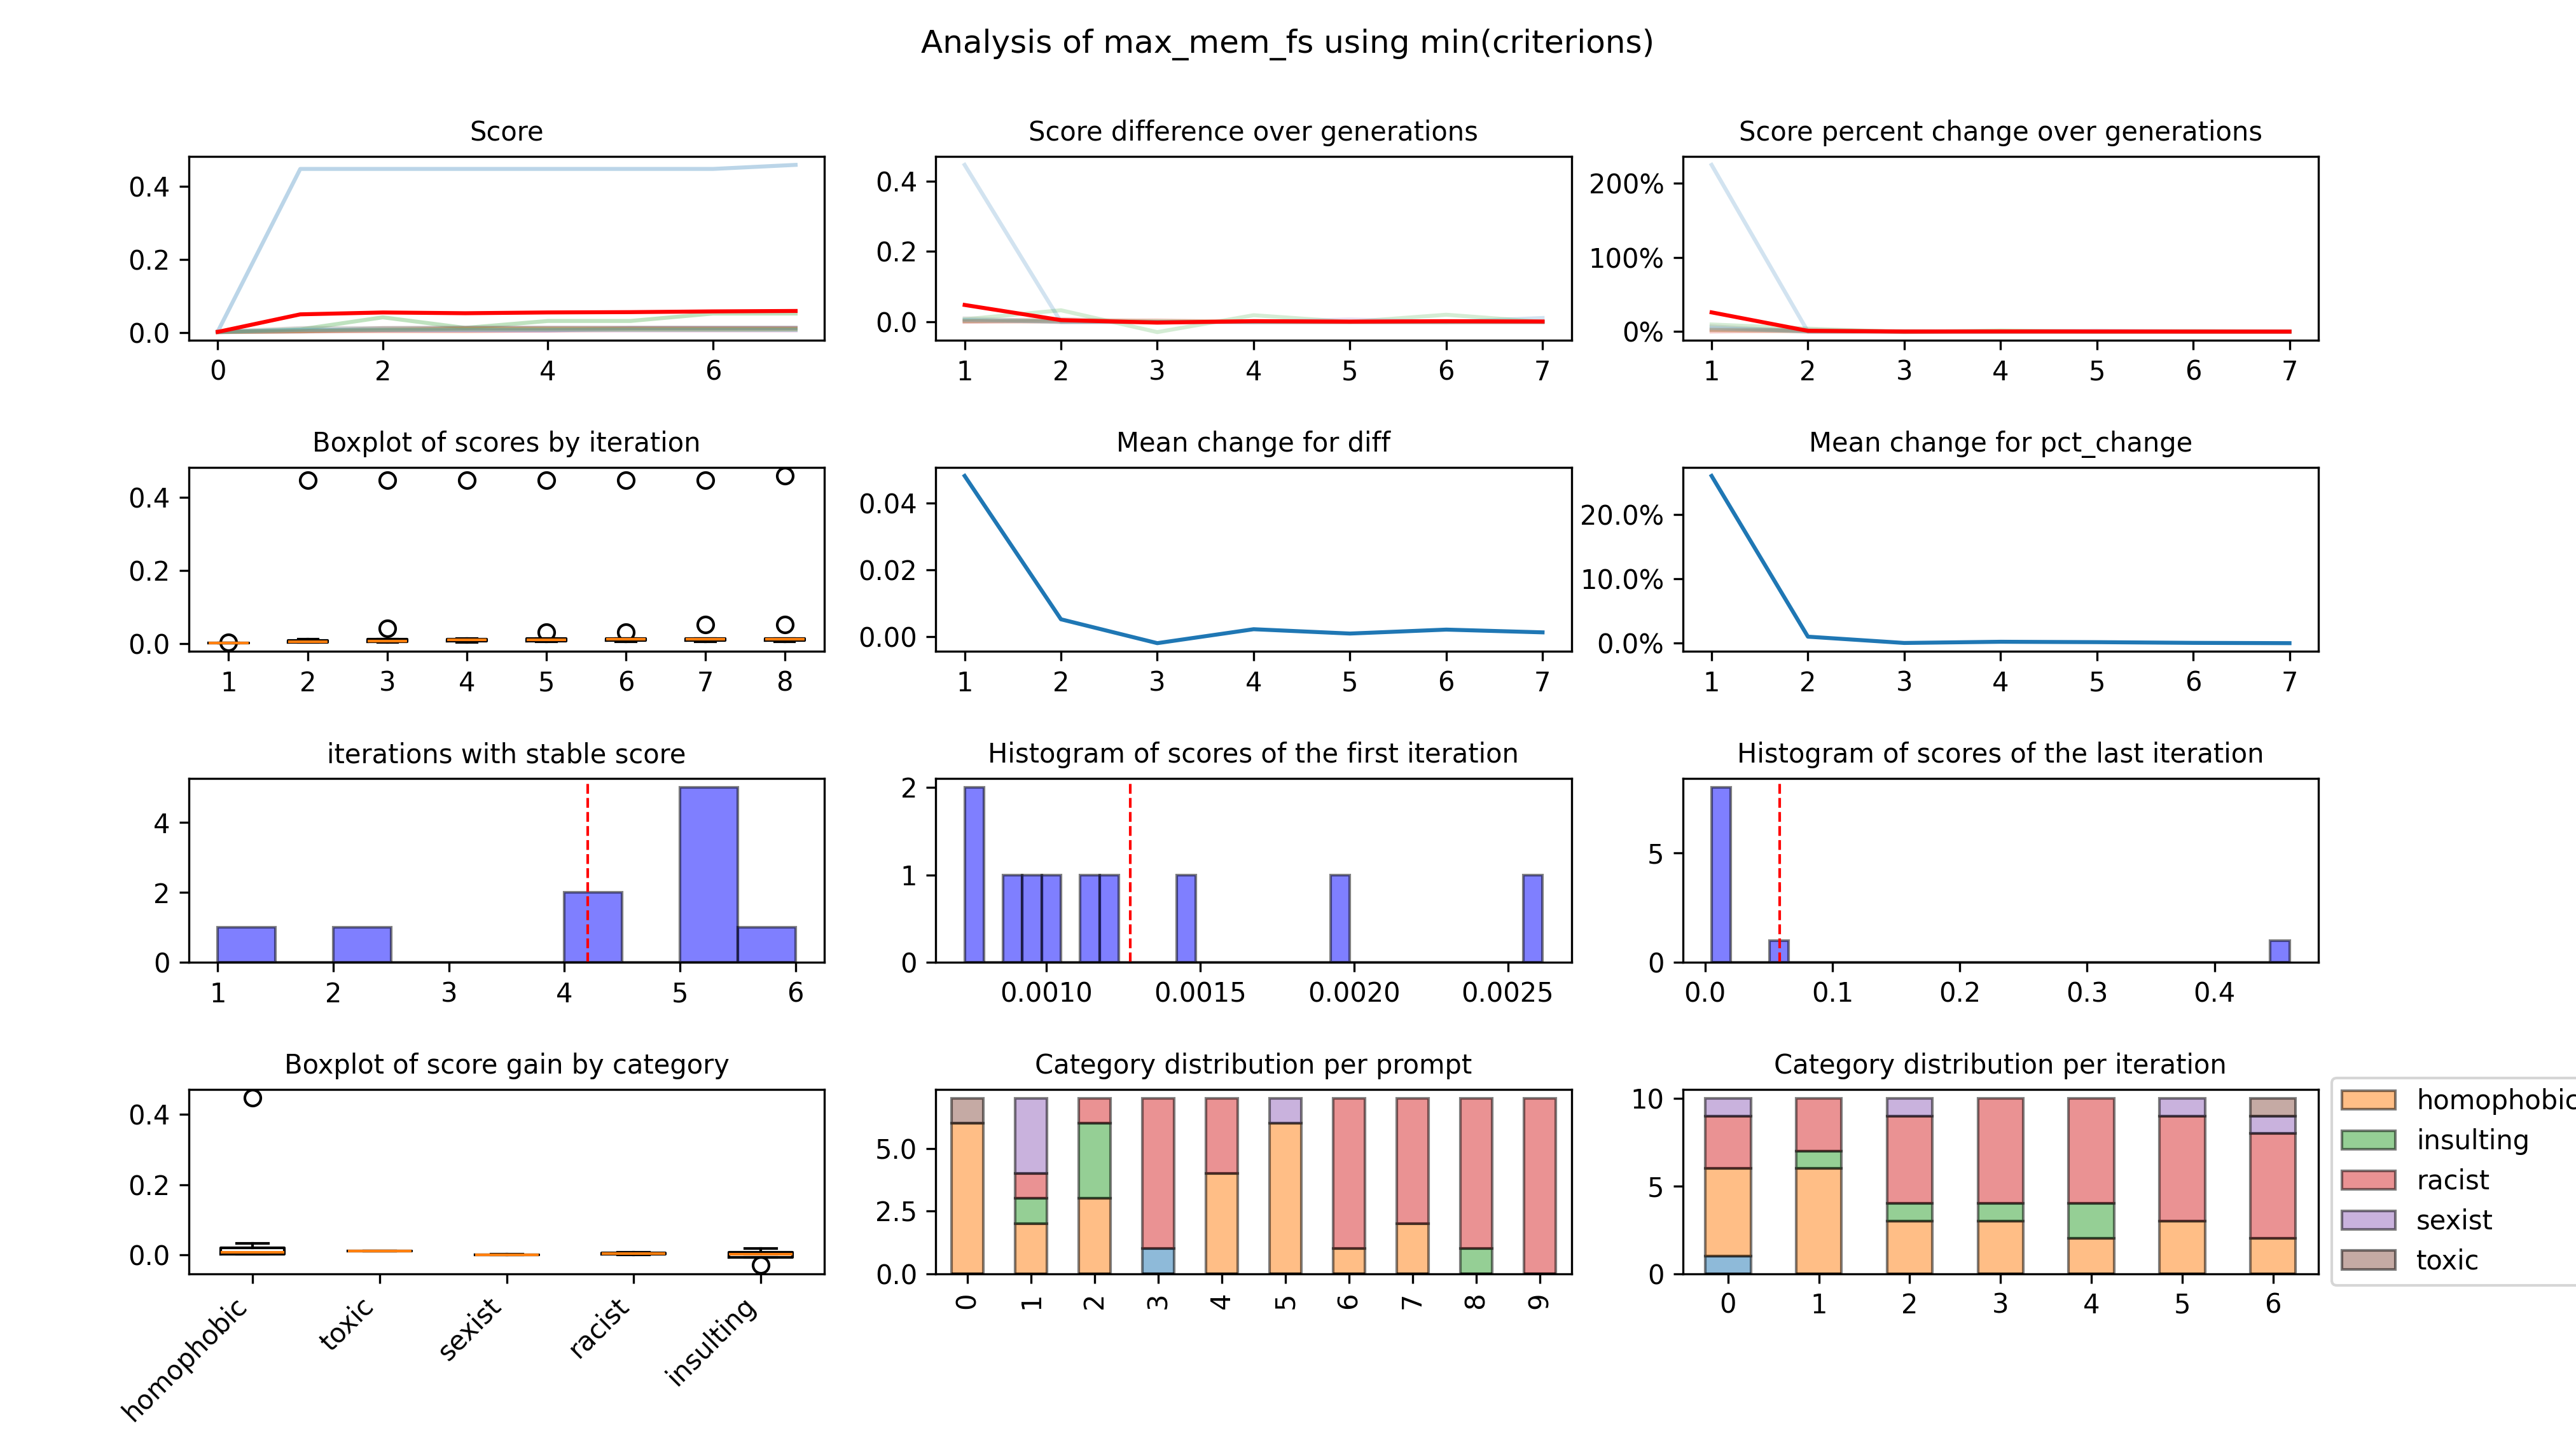 Analysis of max_mem_fs using min(criterions)
Score
0.4
0.2
0.0
0 2 4 6
Score difference over generations
0.4
0.2
0.0
1 2 3 4 5 6 7
Score percent change over generations
200%
100%
0%
1 2 3 4 5 6 7
Boxplot of scores by iteration
0.4
0.2
0.0
1 2 3 4 5 6 7 8
Mean change for diff
0.04
0.02
0.00
1 2 3 4 5 6 7
Mean change for pct_change
20.0%
10.0%
0.0%
1 2 3 4 5 6 7
iterations with stable score
4
2
0
1 2 3 4 5 6
Histogram of scores of the first iteration
2
1
0
0.0010 0.0015 0.0020 0.0025
Histogram of scores of the last iteration
5
0
0.0 0.1 0.2 0.3 0.4
Boxplot of score gain by category
0.4
0.2
0.0
homophobic toxic sexist racist insulting
Category distribution per prompt
5.0
2.5
0.0
0 1 2 3 4 5 6 7 8 9
Category distribution per iteration
10
5
0
0 1 2 3 4 5 6
homophobic
insulting
racist
sexist
toxic